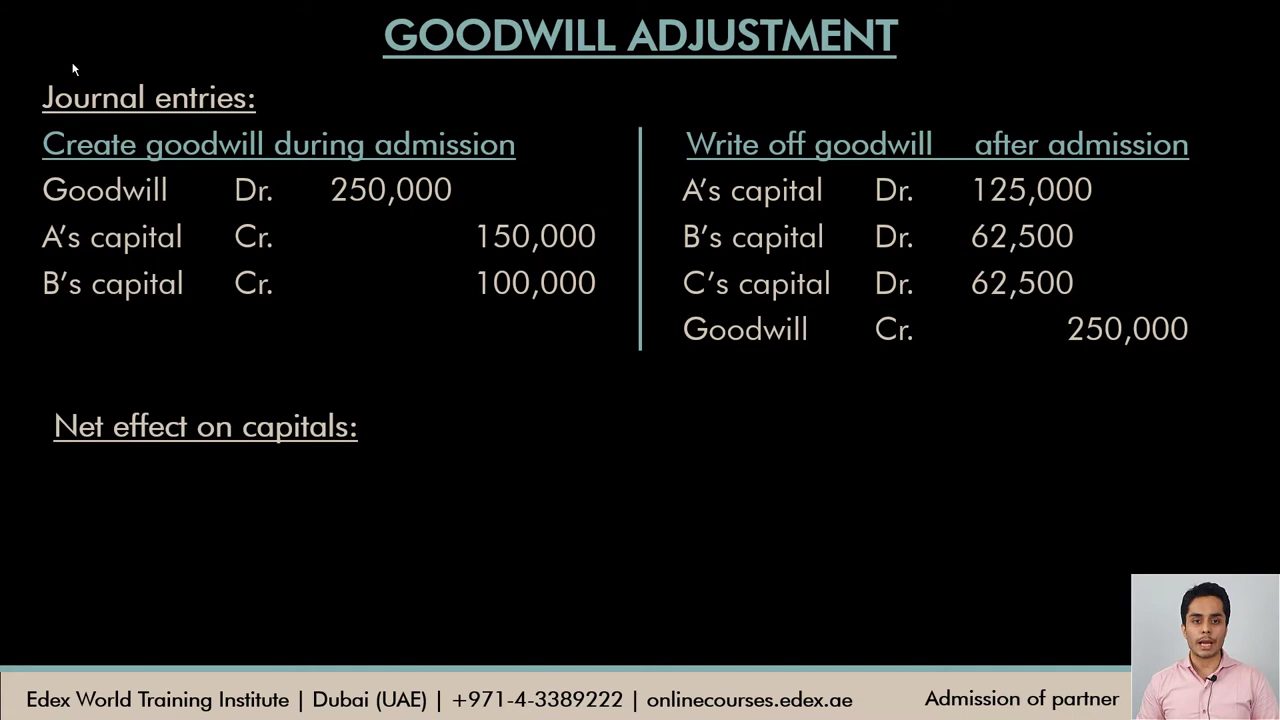 GOODWILL ADJUSTMENT
Journal entries:
Create goodwill during admission
Goodwill Dr. 250,000
A's capital Cr. 150,000
B's capital Cr. 100,000
Write off goodwill after admission
A's capital Dr. 125,000
B's capital Dr. 62,500
C's capital Dr. 62,500
Goodwill Cr. 250,000
Net effect on capitals:
Edex World Training Institute | Dubai (UAE) | +971-4-3389222 | onlinecourses.edex.ae
Admission of partner